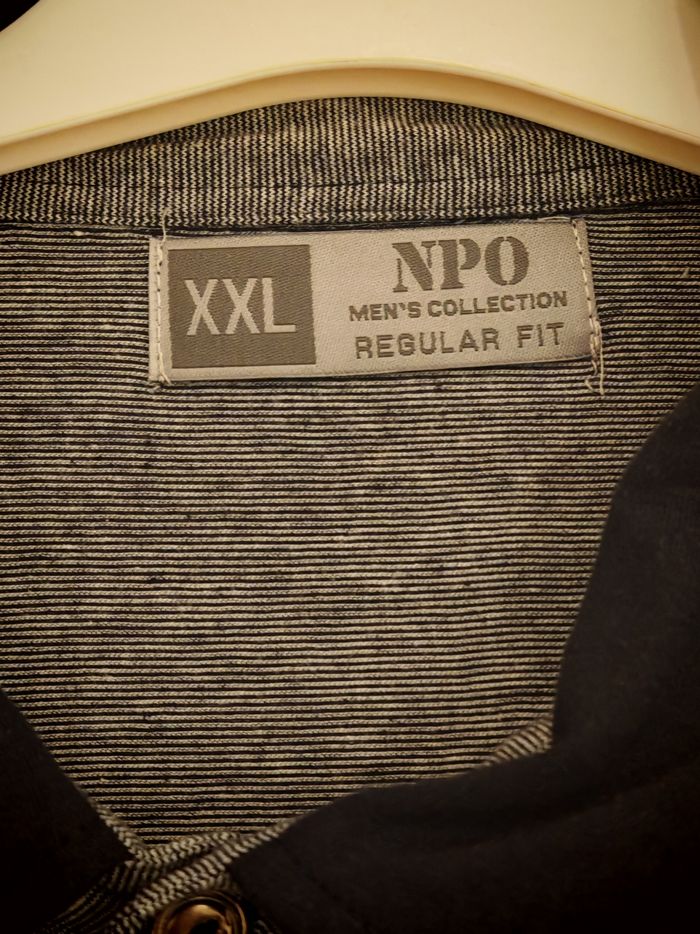 XXL
NPO
MEN'S COLLECTION
REGULAR FIT